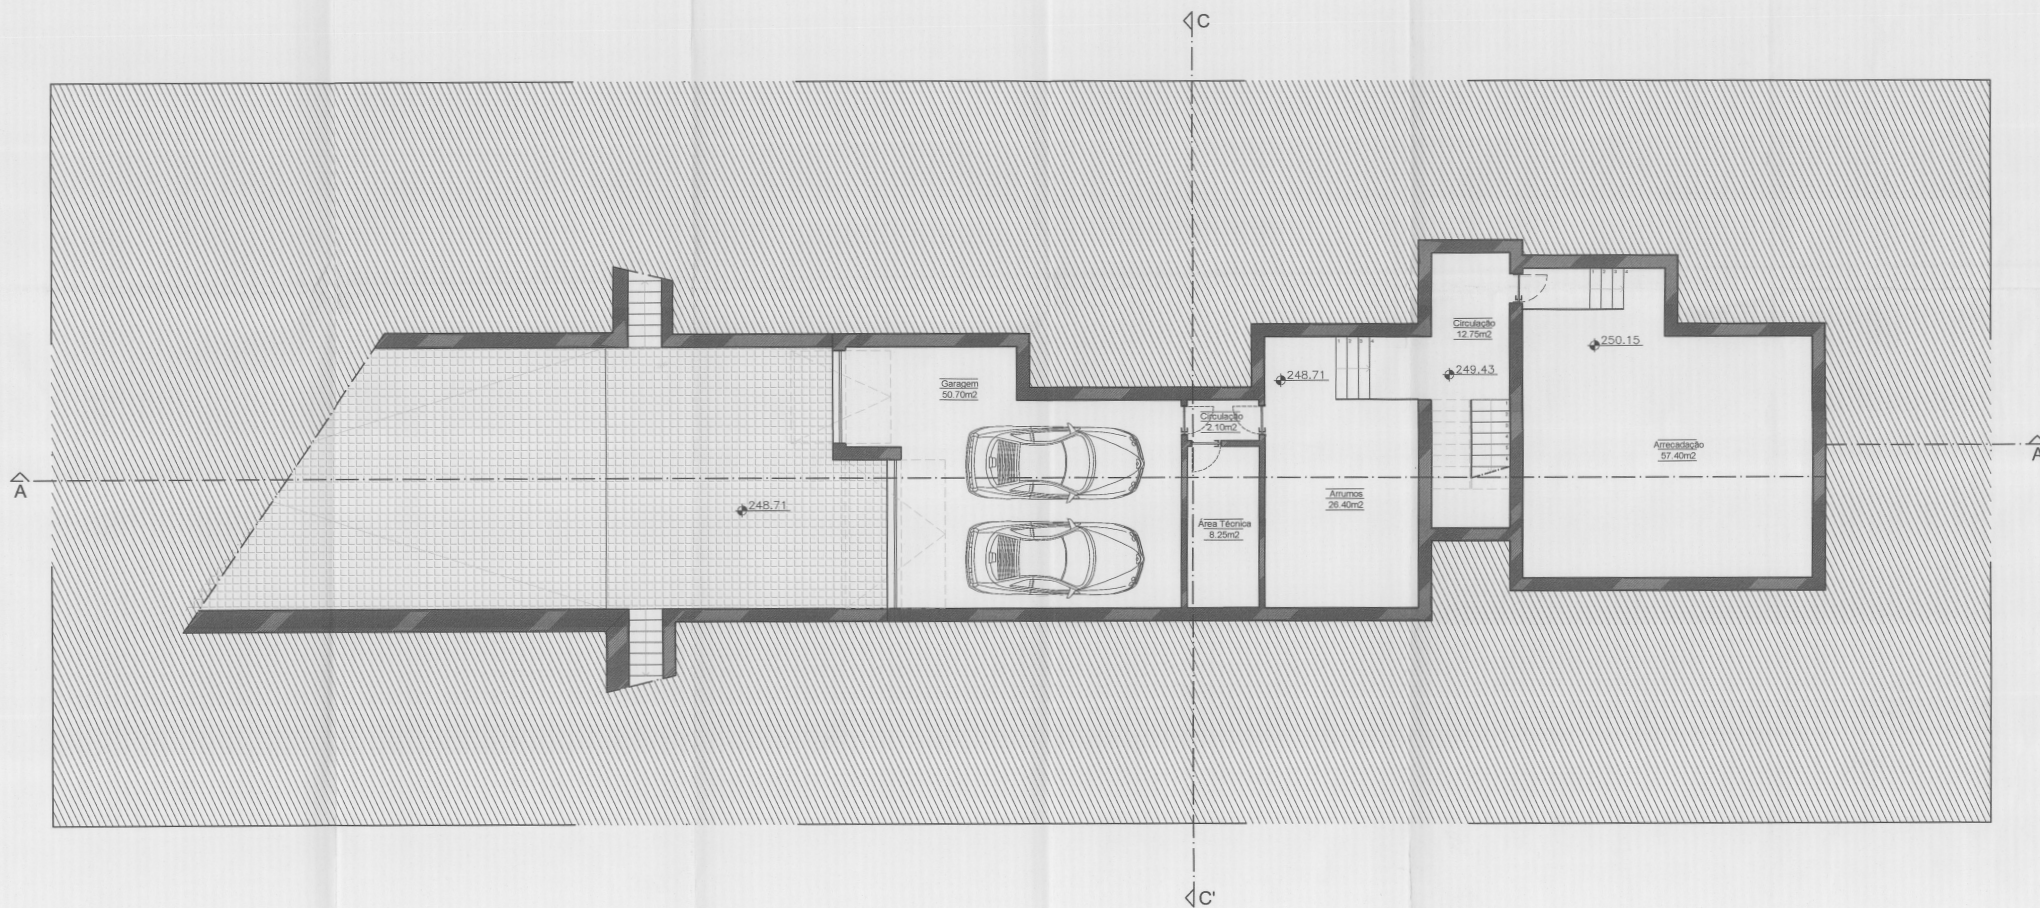 C
Circulação
12.75m2
250.15
248.71
249.43
Garagem
50.70m2
Circulação
2.10m2
Arrecadação
57.40m2
A
A
Arrumos
26.40m2
248.71
Área Técnica
8.25m2
C'